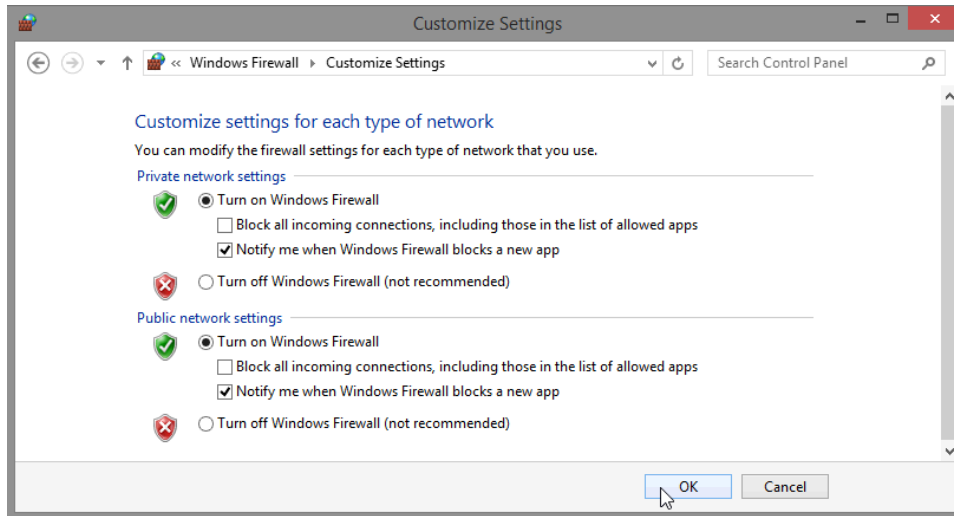 Customize Settings
« Windows Firewall ▸ Customize Settings
Search Control Panel
Customize settings for each type of network
You can modify the firewall settings for each type of network that you use.
Private network settings
Turn on Windows Firewall
Block all incoming connections, including those in the list of allowed apps
Notify me when Windows Firewall blocks a new app
Turn off Windows Firewall (not recommended)
Public network settings
Turn on Windows Firewall
Block all incoming connections, including those in the list of allowed apps
Notify me when Windows Firewall blocks a new app
Turn off Windows Firewall (not recommended)
OK
Cancel